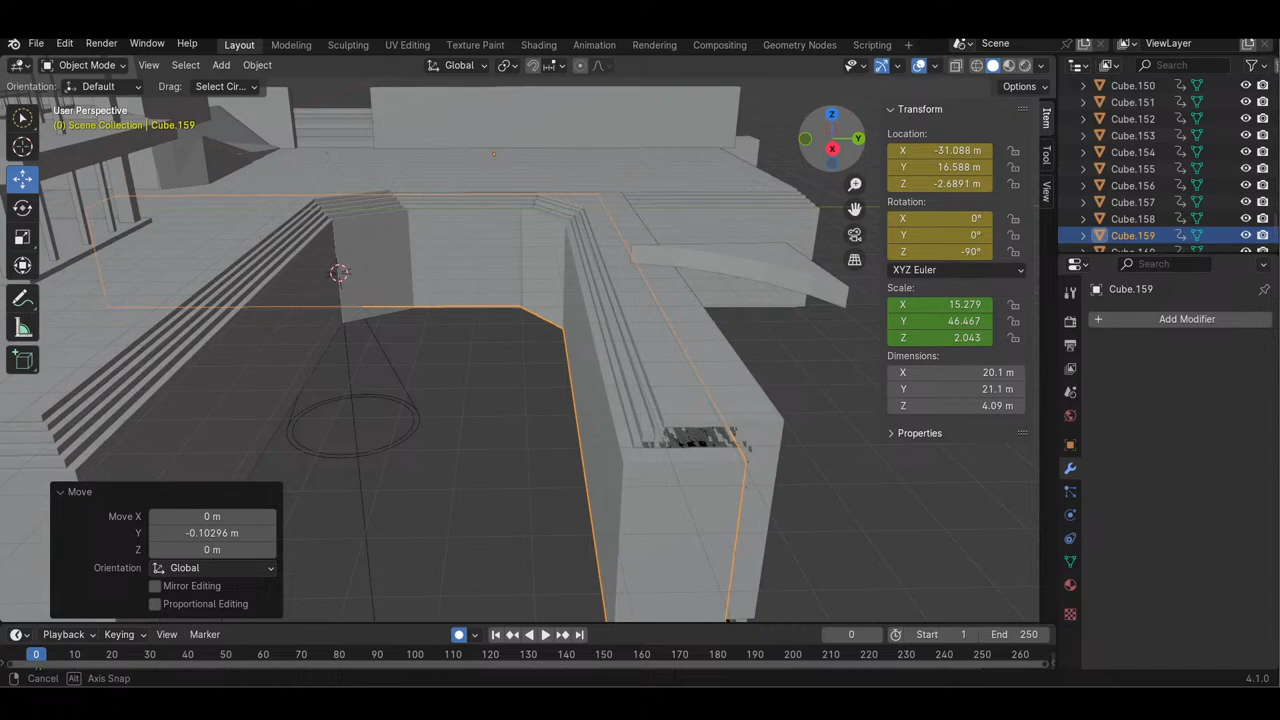 File Edit Render Window Help Layout Modeling Sculpting UV Editing Texture Paint Shading Animation Rendering Compositing Geometry Nodes Scripting + Scene ViewLayer
Object Mode View Select Add Object Global Search
Orientation: Default Drag: Select Cir... Options
User Perspective
(0) Scene Collection | Cube.159
Z
Y
X
Transform
Location:
X -31.088 m
Y 16.588 m
Z -2.6891 m
Rotation:
X 0°
Y 0°
Z -90°
XYZ Euler
Scale:
X 15.279
Y 46.467
Z 2.043
Dimensions:
X 20.1 m
Y 21.1 m
Z 4.09 m
Properties
Item
Tool
View
Cube.150
Cube.151
Cube.152
Cube.153
Cube.154
Cube.155
Cube.156
Cube.157
Cube.158
Cube.159
Search
Cube.159
+ Add Modifier
Move
Move X 0 m
Y -0.10296 m
Z 0 m
Orientation Global
Mirror Editing
Proportional Editing
Playback Keying View Marker 0 Start 1 End 250
0 10 20 30 40 50 60 70 80 90 100 110 120 130 140 150 160 170 180 190 200 210 220 230 240 250 260
Cancel Alt Axis Snap 4.1.0